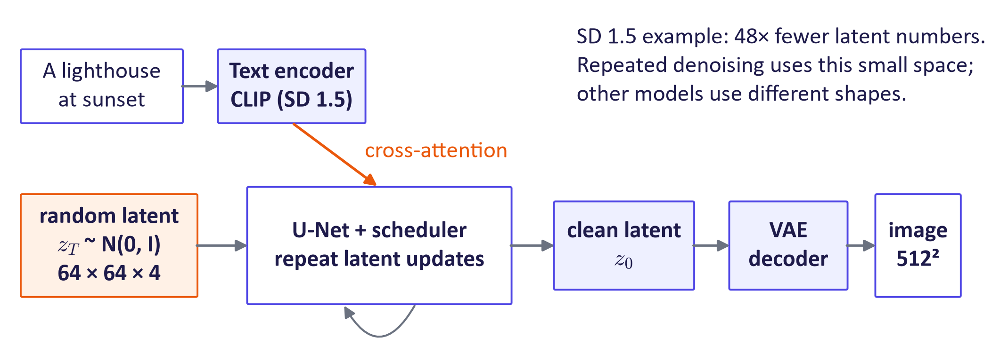 A lighthouse
at sunset
Text encoder
CLIP (SD 1.5)
SD 1.5 example: 48× fewer latent numbers.
Repeated denoising uses this small space;
other models use different shapes.
cross-attention
random latent
z_T ~ N(0, I)
64 × 64 × 4
U-Net + scheduler
repeat latent updates
clean latent
z_0
VAE
decoder
image
512²